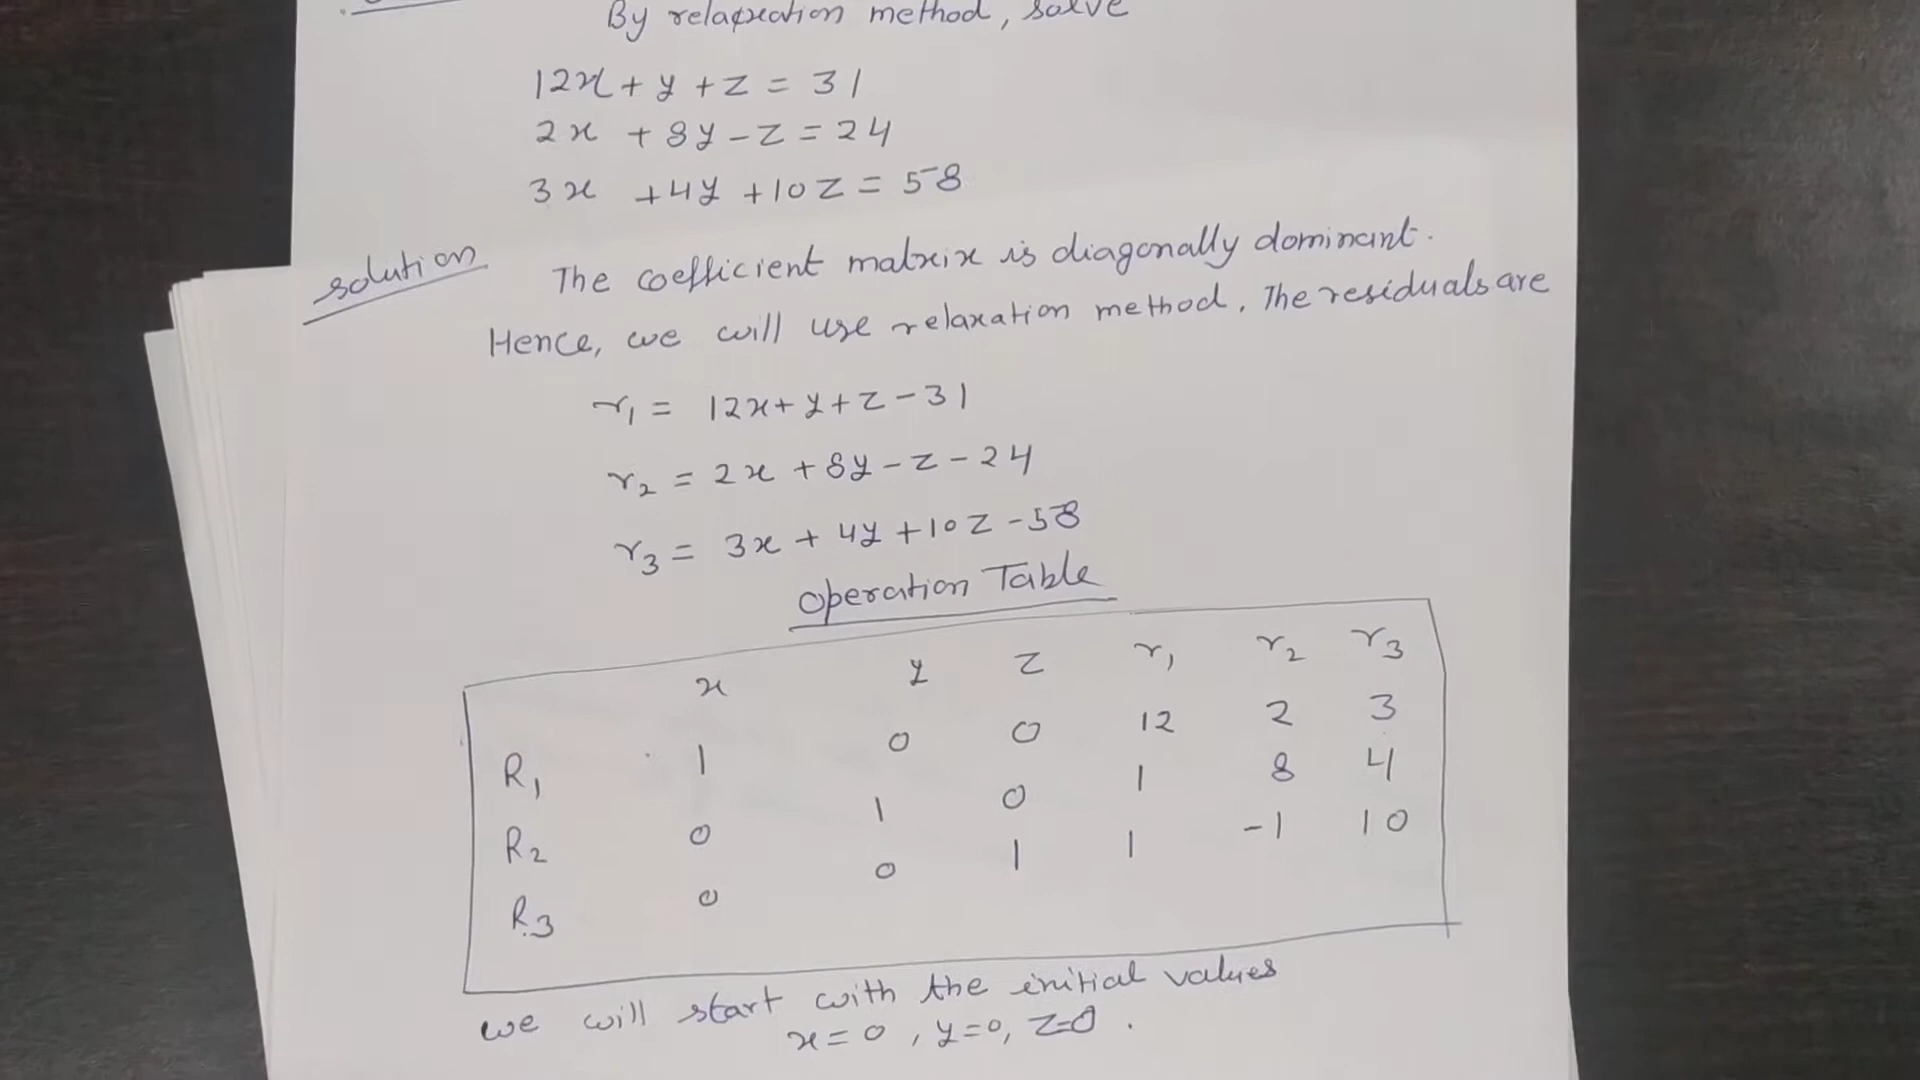 By relaxation method, solve
12x + y + z = 31
2x + 8y - z = 24
3x + 4y + 10z = 58
solution The coefficient matrix is diagonally dominant.
Hence, we will use relaxation method. The residuals are
r₁ = 12x + y + z - 31
r₂ = 2x + 8y - z - 24
r₃ = 3x + 4y + 10z - 58
Operation Table
x y z r₁ r₂ r₃
R₁ 1 0 0 12 2 3
R₂ 0 1 0 1 8 4
R₃ 0 0 1 1 -1 10
we will start with the initial values
x = 0, y = 0, z = 0.